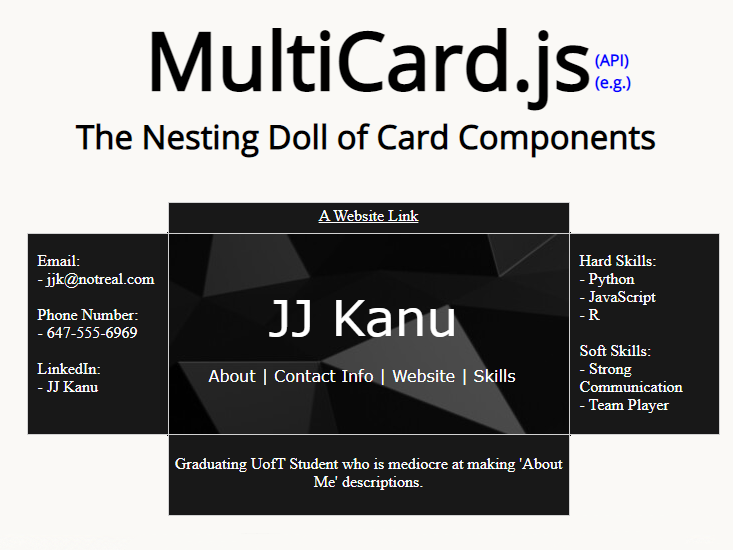 MultiCard.js
(API)
(e.g.)
The Nesting Doll of Card Components
A Website Link
Email:
- jjk@notreal.com
Phone Number:
- 647-555-6969
LinkedIn:
- JJ Kanu
JJ Kanu
About | Contact Info | Website | Skills
Hard Skills:
- Python
- JavaScript
- R
Soft Skills:
- Strong
Communication
- Team Player
Graduating UofT Student who is mediocre at making 'About
Me' descriptions.